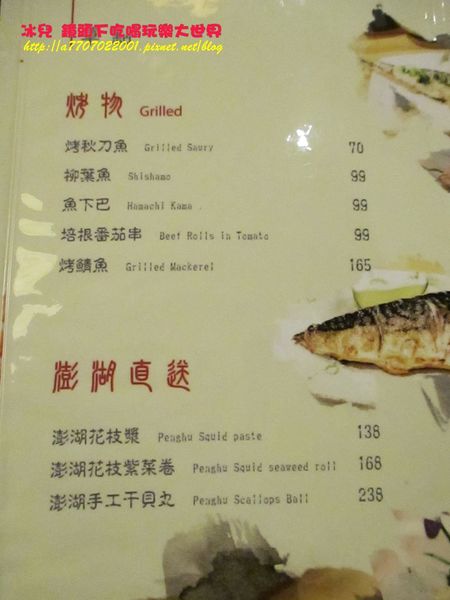 冰兒 鏡頭下吃喝玩樂大世界
http://a7707022001.pixnet.net/blog
烤物 Grilled
烤秋刀魚 Grilled Saury 70
柳葉魚 Shishamo 99
魚下巴 Hamachi Kama 99
培根番茄串 Beef Rolls in Tomato 99
烤鯖魚 Grilled Mackerel 165
澎湖直送
澎湖花枝漿 Penghu Squid paste 138
澎湖花枝紫菜卷 Penghu Squid seaweed roll 168
澎湖手工干貝丸 Penghu Scallops Ball 238